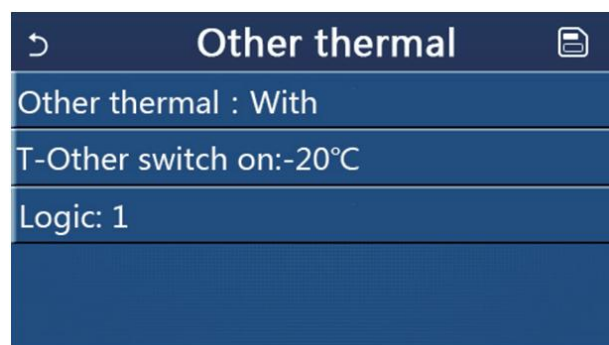 Other thermal
Other thermal : With
T-Other switch on:-20℃
Logic: 1